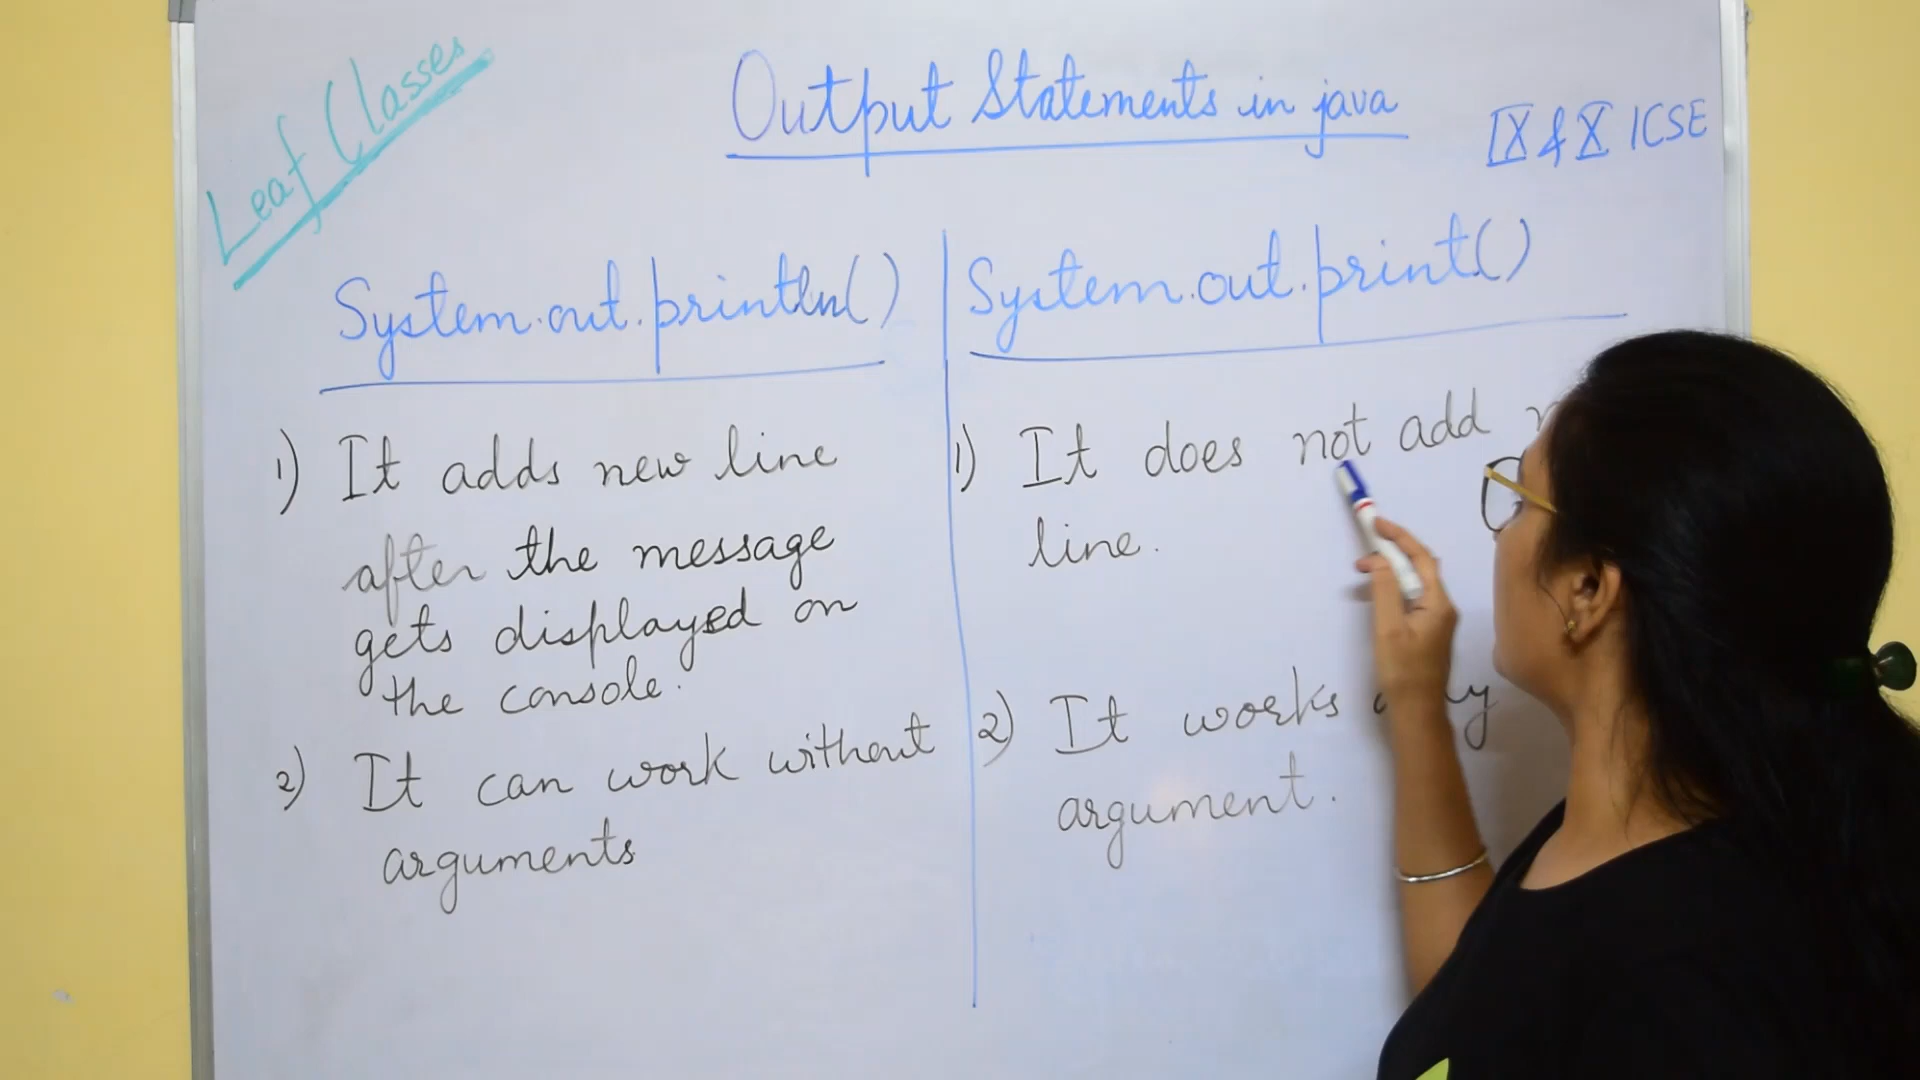 Leaf Classes
Output Statements in java
IX & X ICSE
System.out.println()
1) It adds new line
after the message
gets displayed on
the console.
2) It can work without
arguments
System.out.print()
1) It does not add
line.
2) It works
argument.